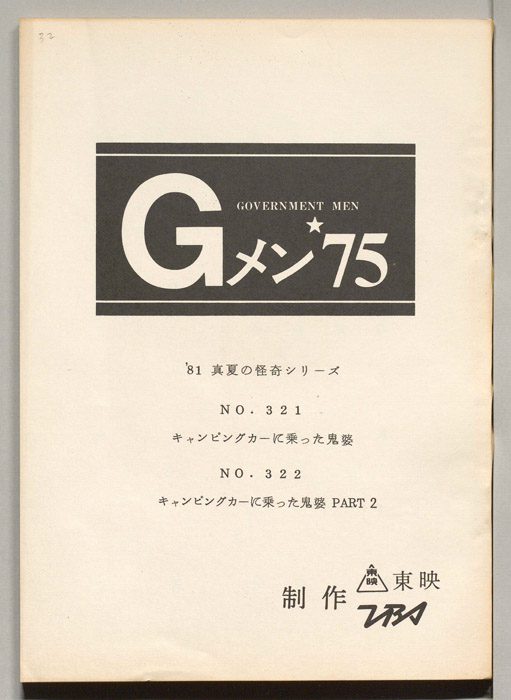 32
GOVERNMENT MEN
Gメン★'75
'81 真夏の怪奇シリーズ
NO. 321
キャンピングカーに乗った鬼婆
NO. 322
キャンピングカーに乗った鬼婆 PART 2
制作 東映 東映
TBS